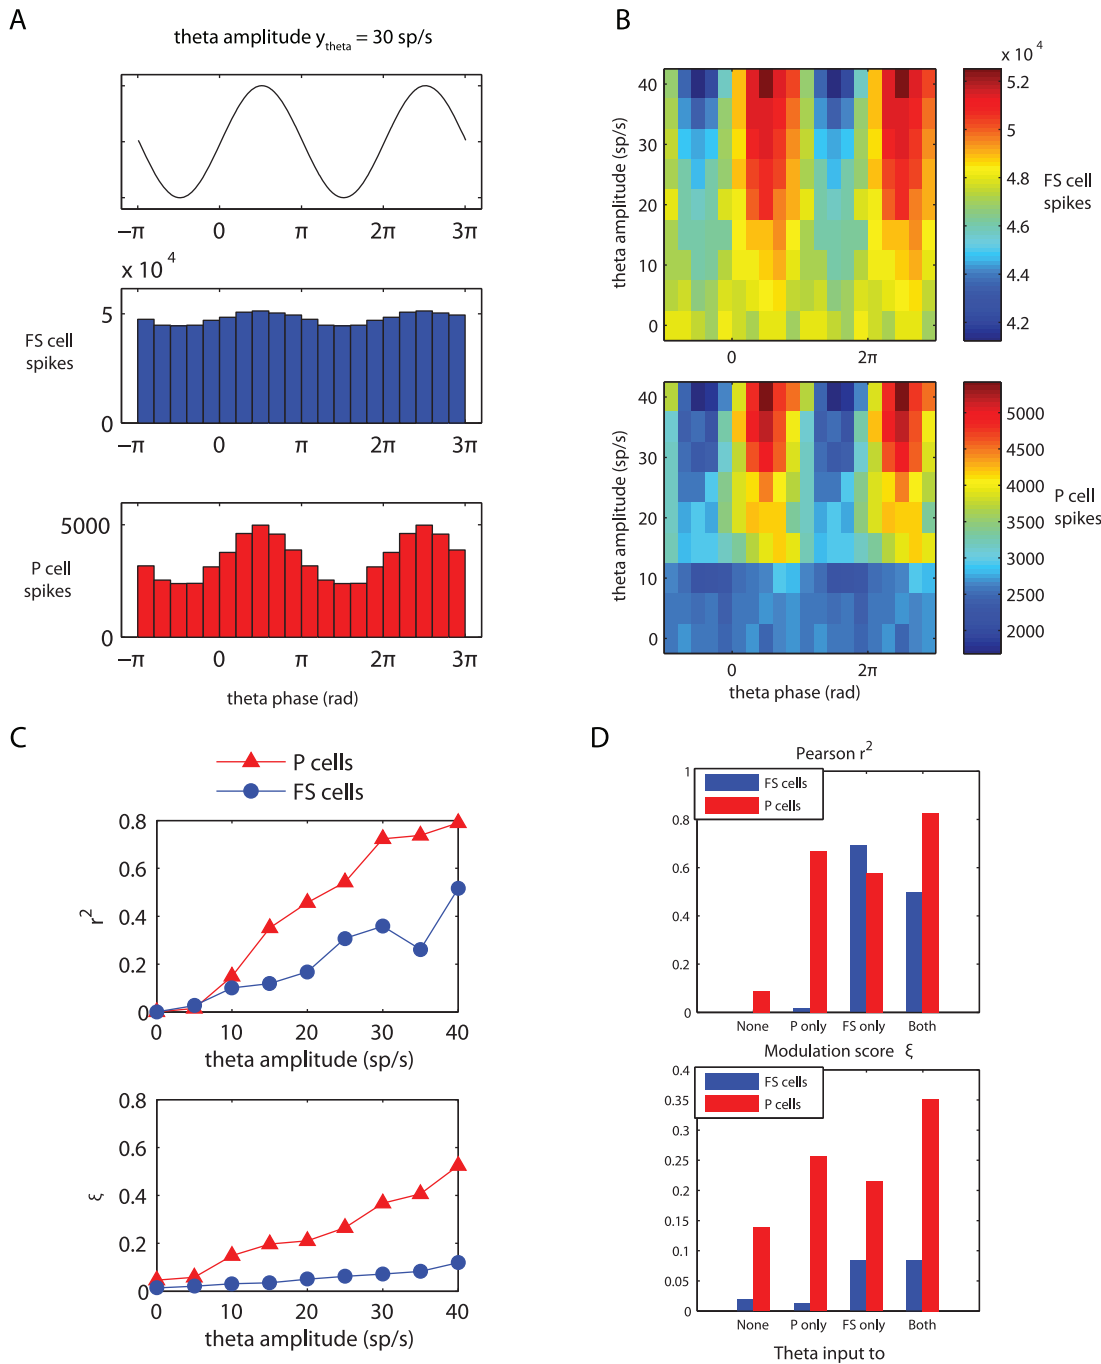 A
theta amplitude y_theta = 30 sp/s
−π 0 π 2π 3π
x 10^4
5
FS cell
spikes
0
−π 0 π 2π 3π
5000
P cell
spikes
0
−π 0 π 2π 3π
theta phase (rad)
B
x 10^4
theta amplitude (sp/s)
40
30
20
10
0
0 2π
5.2
5
4.8
4.6
4.4
4.2
FS cell
spikes
theta amplitude (sp/s)
40
30
20
10
0
0 2π
theta phase (rad)
5000
4500
4000
3500
3000
2500
2000
P cell
spikes
C
P cells
FS cells
r^2
0.8
0.6
0.4
0.2
0
0 10 20 30 40
theta amplitude (sp/s)
ξ
0.8
0.6
0.4
0.2
0
0 10 20 30 40
theta amplitude (sp/s)
D
Pearson r^2
FS cells
P cells
1
0.8
0.6
0.4
0.2
0
None P only FS only Both
Modulation score ξ
FS cells
P cells
0.4
0.35
0.3
0.25
0.2
0.15
0.1
0.05
0
None P only FS only Both
Theta input to